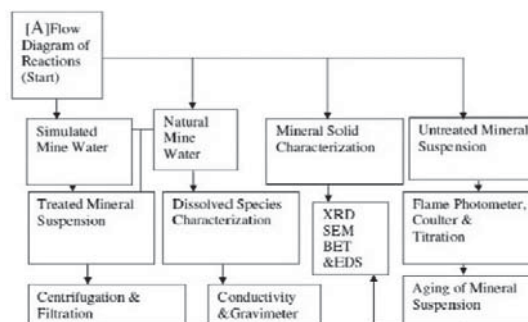 [A]Flow
Diagram of
Reactions
(Start)
Simulated
Mine Water
Natural
Mine
Water
Mineral Solid
Characterization
Untreated Mineral
Suspension
Treated Mineral
Suspension
Dissolved Species
Characterization
XRD
SEM
BET
&EDS
Flame Photometer,
Coulter &
Titration
Centrifugation &
Filtration
Conductivity
&Gravimeter
Aging of Mineral
Suspension